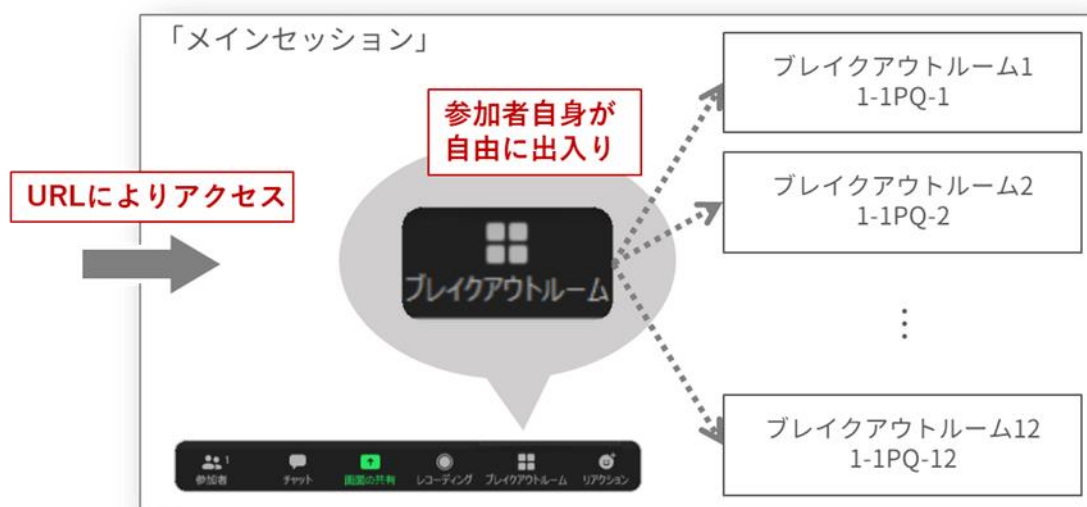 「メインセッション」
参加者自身が
自由に出入り
URLによりアクセス
ブレイクアウトルーム
ブレイクアウトルーム1
1-1PQ-1
ブレイクアウトルーム2
1-1PQ-2
⋮
ブレイクアウトルーム12
1-1PQ-12
1
参加者 チャット 画面の共有 レコーディング ブレイクアウトルーム リアクション